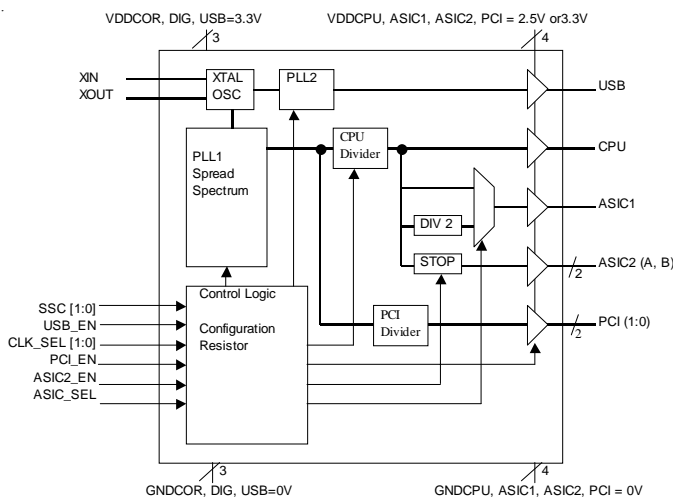 VDDCOR, DIG, USB=3.3V
VDDCPU, ASIC1, ASIC2, PCI = 2.5V or3.3V
3
4
XIN
XOUT
XTAL
OSC
PLL2
USB
PLL1
Spread
Spectrum
CPU
Divider
CPU
ASIC1
DIV 2
STOP
ASIC2 (A, B)
2
Control Logic
Configuration
Resistor
PCI
Divider
PCI (1:0)
2
SSC [1:0]
USB_EN
CLK_SEL [1:0]
PCI_EN
ASIC2_EN
ASIC_SEL
3
4
GNDCOR, DIG, USB=0V
GNDCPU, ASIC1, ASIC2, PCI = 0V